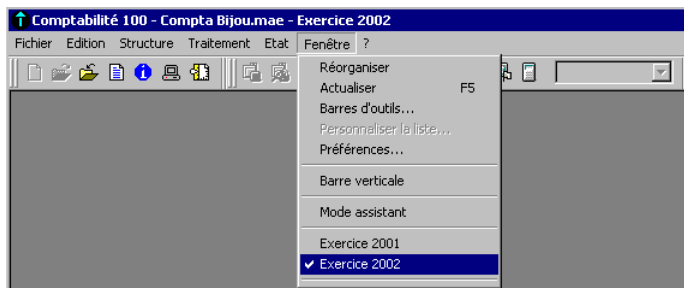 Comptabilité 100 - Compta Bijou.mae - Exercice 2002
Fichier Edition Structure Traitement Etat Fenêtre ?
Réorganiser
Actualiser F5
Barres d'outils...
Personnaliser la liste...
Préférences...
Barre verticale
Mode assistant
Exercice 2001
Exercice 2002